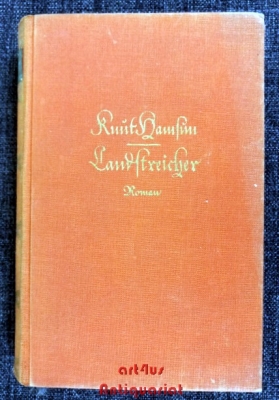 Knut Hamsun
Landstreicher
Roman
art4us
Antiquariat